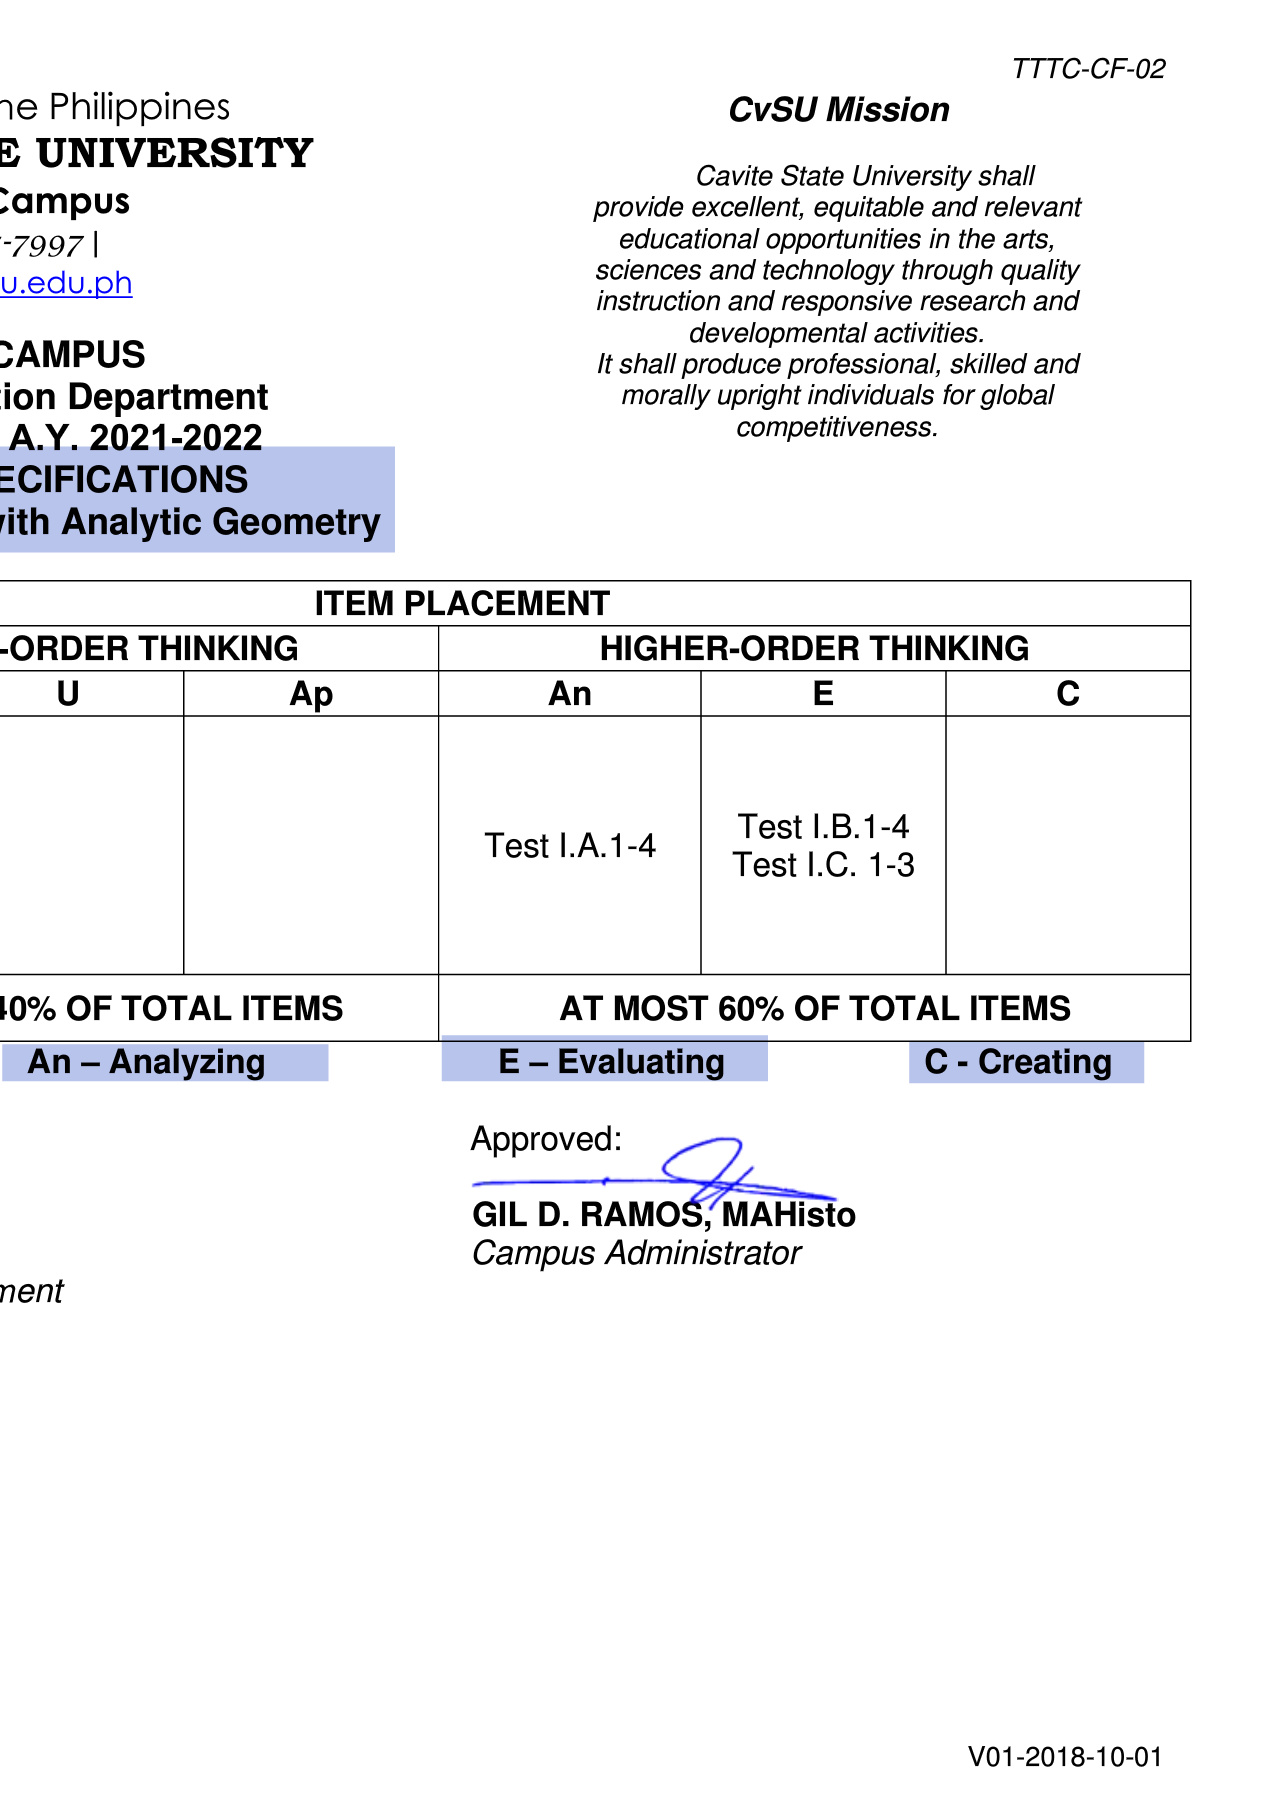 TTTC-CF-02
he Philippines
E UNIVERSITY
Campus
-7997 |
u.edu.ph
CvSU Mission
Cavite State University shall
provide excellent, equitable and relevant
educational opportunities in the arts,
sciences and technology through quality
instruction and responsive research and
developmental activities.
It shall produce professional, skilled and
morally upright individuals for global
competitiveness.
CAMPUS
tion Department
A.Y. 2021-2022
ECIFICATIONS
with Analytic Geometry
ITEM PLACEMENT
-ORDER THINKING HIGHER-ORDER THINKING
U Ap An E C
Test I.A.1-4
Test I.B.1-4
Test I.C. 1-3
40% OF TOTAL ITEMS AT MOST 60% OF TOTAL ITEMS
An – Analyzing E – Evaluating C - Creating
Approved:
GIL D. RAMOS, MAHisto
Campus Administrator
ment
V01-2018-10-01